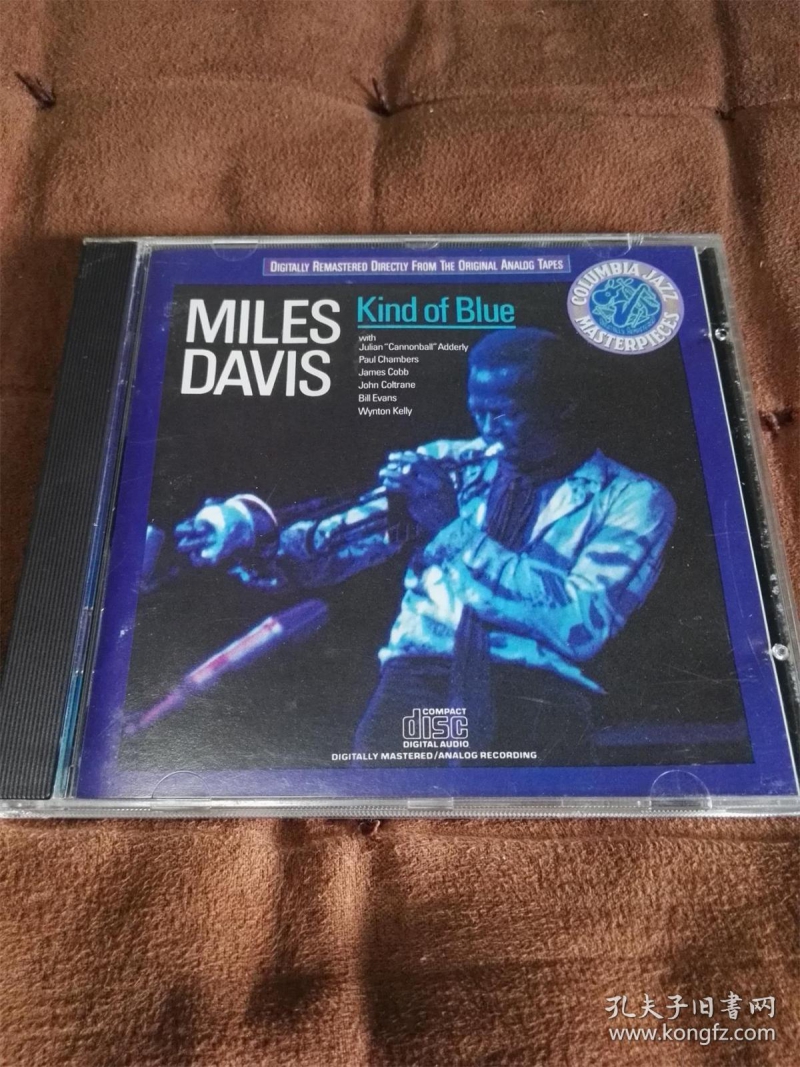 DIGITALLY REMASTERED DIRECTLY FROM THE ORIGINAL ANALOG TAPES
MILES
DAVIS
Kind of Blue
with
Julian "Cannonball" Adderly
Paul Chambers
James Cobb
John Coltrane
Bill Evans
Wynton Kelly
COLUMBIA JAZZ
MASTERPIECES
COMPACT
disc
DIGITAL AUDIO
DIGITALLY MASTERED/ANALOG RECORDING
孔夫子旧書网
www.kongfz.com